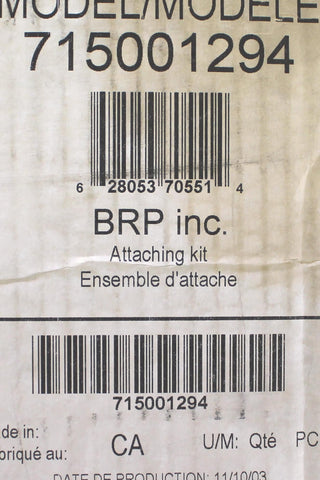 MODEL/MODÈLE
715001294
6 28053 70551 4
BRP inc.
Attaching kit
Ensemble d'attache
715001294
de in:
briqué au:
CA
U/M: Qté PC
DATE DE PRODUCTION: 11/10/03